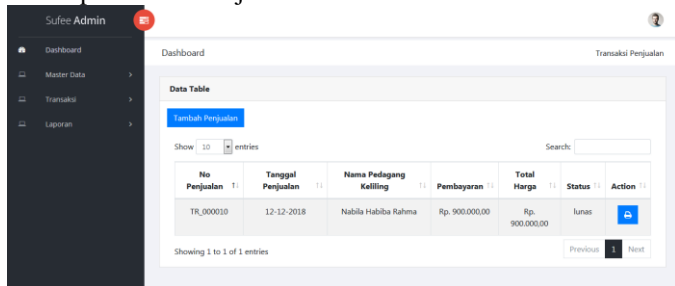 Sufee Admin
Dashboard
Master Data
Transaksi
Laporan
Dashboard
Transaksi Penjualan
Data Table
Tambah Penjualan
Show 10 entries
Search:
No Penjualan Tanggal Penjualan Nama Pedagang Keliling Pembayaran Total Harga Status Action
TR_000010 12-12-2018 Nabila Habiba Rahma Rp. 900.000,00 Rp. 900.000,00 lunas
Showing 1 to 1 of 1 entries
Previous 1 Next